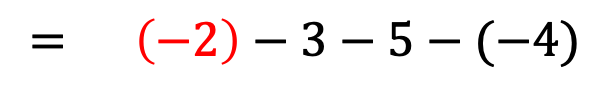 = (−2) − 3 − 5 − (−4)